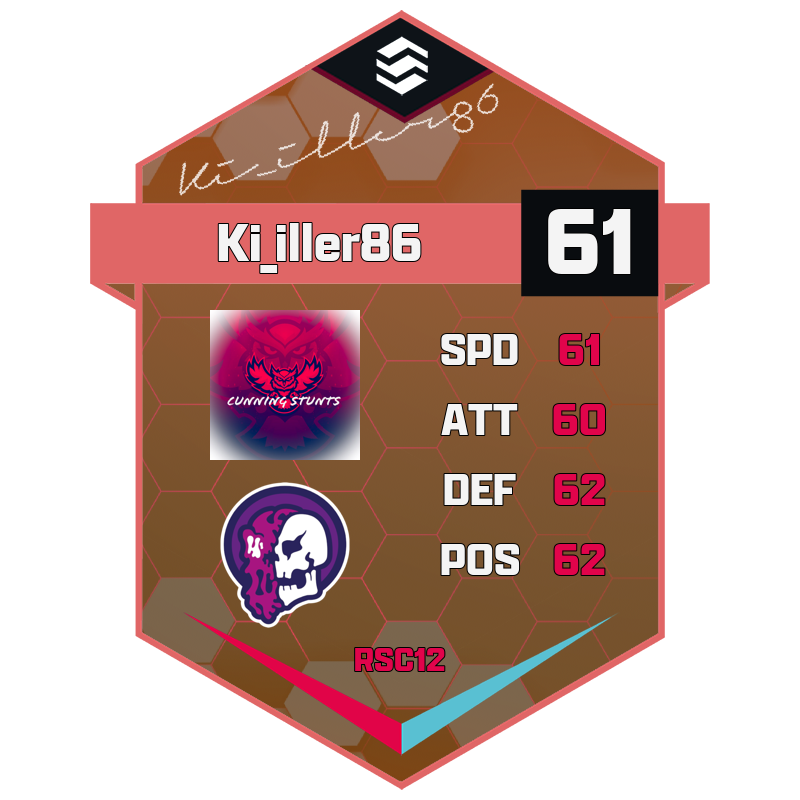 Ki_iller86
Ki_iller86
61
CUNNING STUNTS
SPD 61
ATT 60
DEF 62
POS 62
RSC12